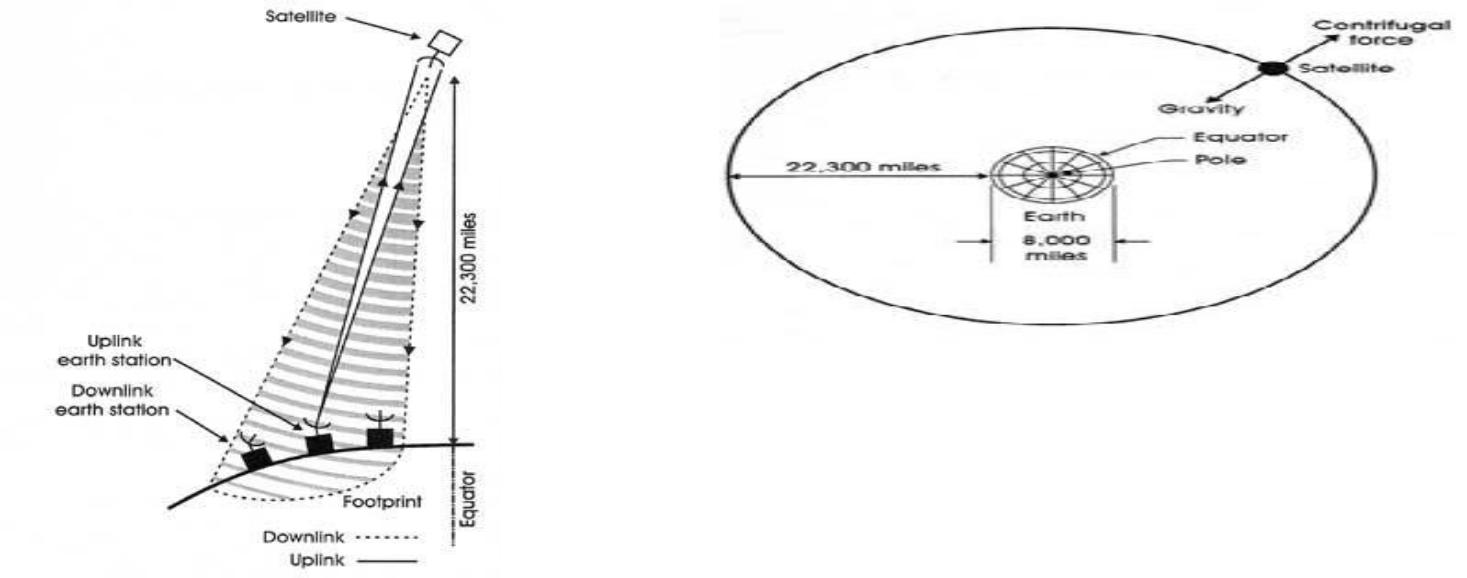 Satellite
22,300 miles
Uplink
earth station
Downlink
earth station
Footprint
Equator
Downlink
Uplink
Centrifugal
force
Satellite
Gravity
Equator
Pole
22,300 miles
Earth
8,000
miles